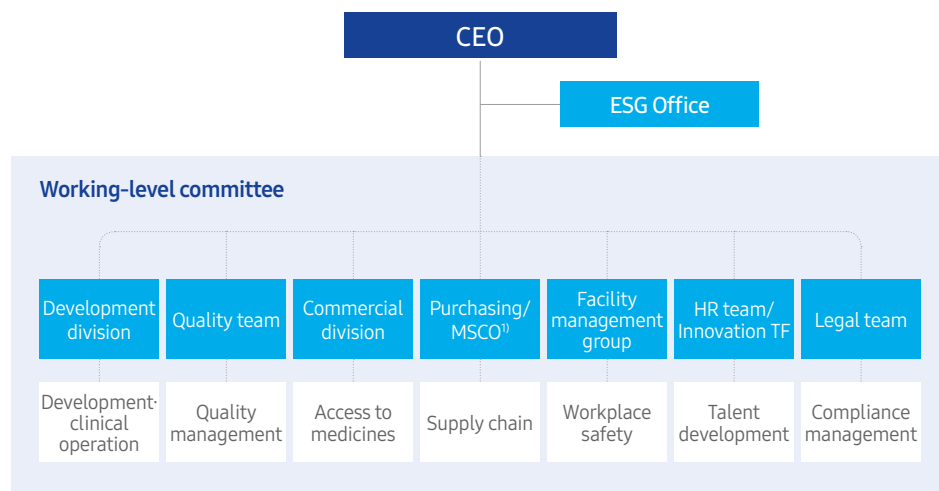 CEO
ESG Office
Working-level committee
Development
division
Quality team
Commercial
division
Purchasing/
MSCO¹⁾
Facility
management
group
HR team/
Innovation TF
Legal team
Development·
clinical
operation
Quality
management
Access to
medicines
Supply chain
Workplace
safety
Talent
development
Compliance
management